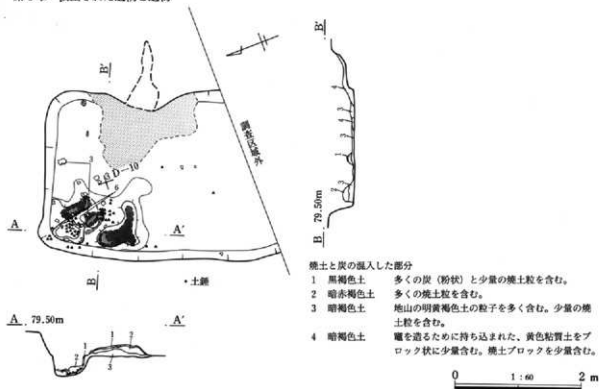 B'
B'
調査区域外
3
D-10
6
A
A'
B
・土錘
79.50m
B
A 79.50m
A'
1
2
3
2
焼土と炭の混入した部分
1 黒褐色土 多くの炭(粉状)と少量の焼土粒を含む。
2 暗赤褐色土 多くの焼土粒を含む。
3 暗褐色土 地山の明黄褐色土の粒子を多く含む。少量の焼
土粒を含む。
4 暗褐色土 竈を造るために持ち込まれた、黄色粘質土をブ
ロック状に少量含む。焼土ブロックを少量含む。
0 1:60 2 m